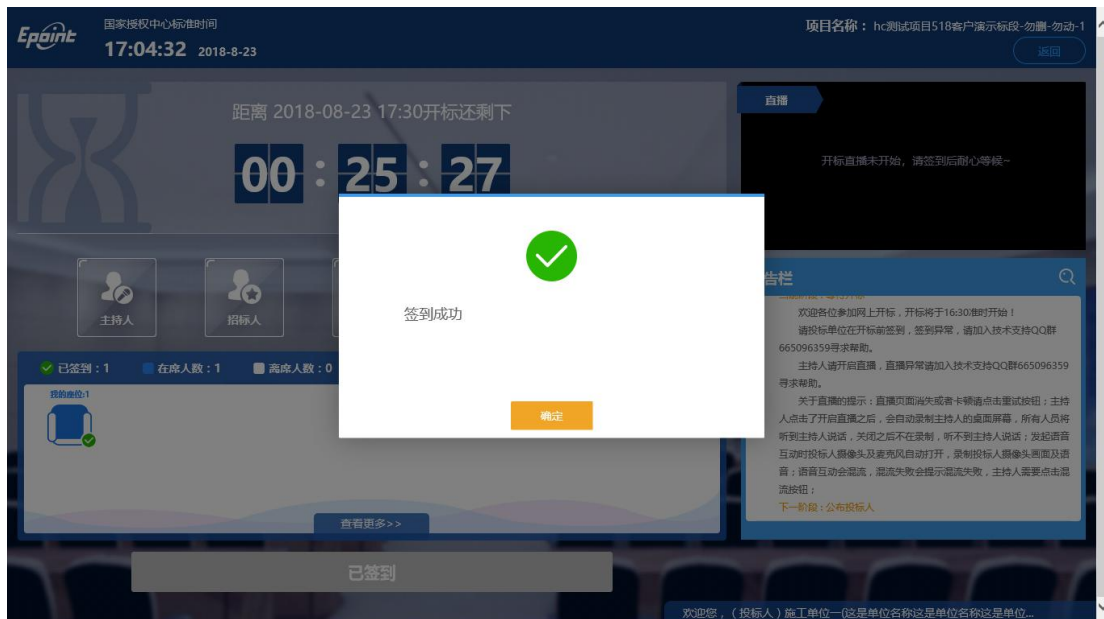 Epoint
国家授权中心标准时间
17:04:32 2018-8-23
项目名称：hc测试项目518客户演示标段-勿删-勿动-1
返回
距离 2018-08-23 17:30开标还剩下
00 : 25 : 27
直播
开标直播未开始，请签到后耐心等候~
签到成功
确定
主持人
招标人
已签到：1 在席人数：1 离席人数：0
我的座位:1
查看更多>>
已签到
告栏
欢迎各位参加网上开标，开标将于16:30准时开始！
请投标单位在开标前签到，签到异常，请加入技术支持QQ群
665096359寻求帮助。
主持人请开启直播，直播异常请加入技术支持QQ群665096359
寻求帮助。
关于直播的提示：直播页面消失或者卡顿请点击重试按钮；主持
人点击了开启直播之后，会自动录制主持人的桌面屏幕，所有人员将
听到主持人说话，关闭之后不在录制，听不到主持人说话；发起语音
互动时投标人摄像头及麦克风自动打开，录制投标人摄像头画面及语
音；语音互动会混流，混流失败会提示混流失败，主持人需要点击混
流按钮；
下一阶段：公布投标人
欢迎您，（投标人）施工单位一(这是单位名称这是单位名称这是单位...